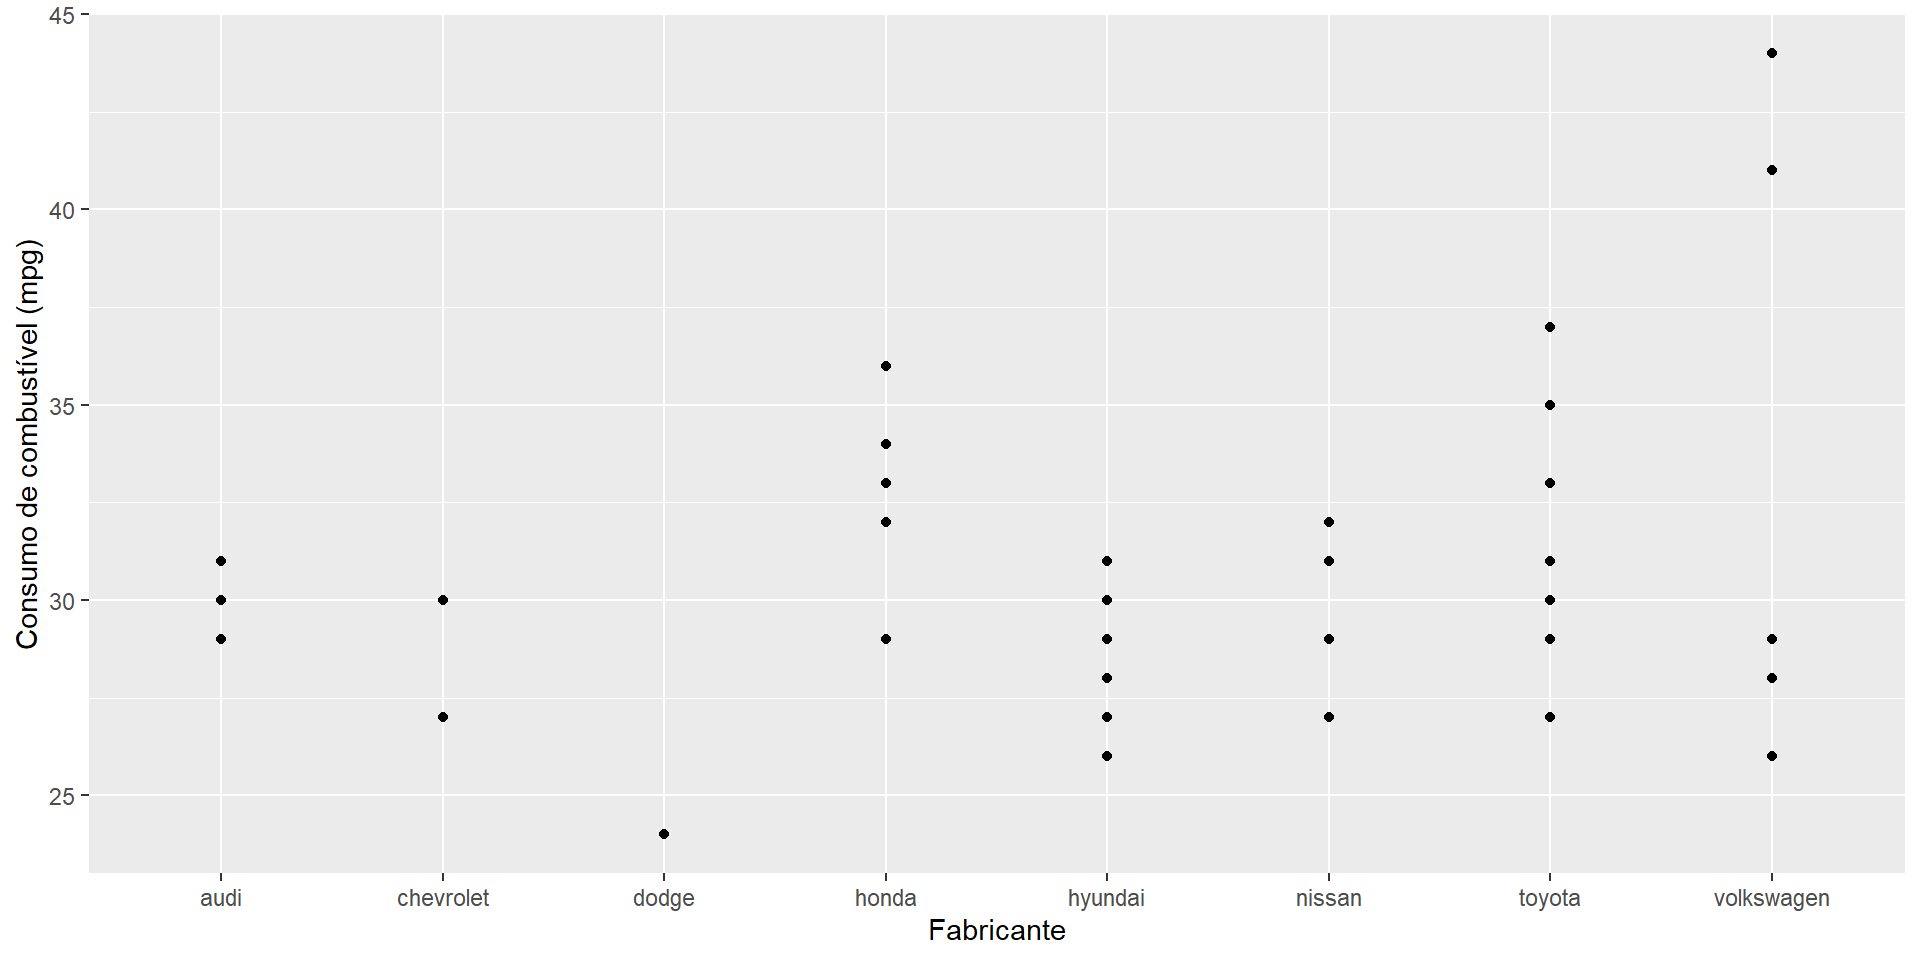 45
40
35
30
25
Consumo de combustível (mpg)
audi chevrolet dodge honda hyundai nissan toyota volkswagen
Fabricante